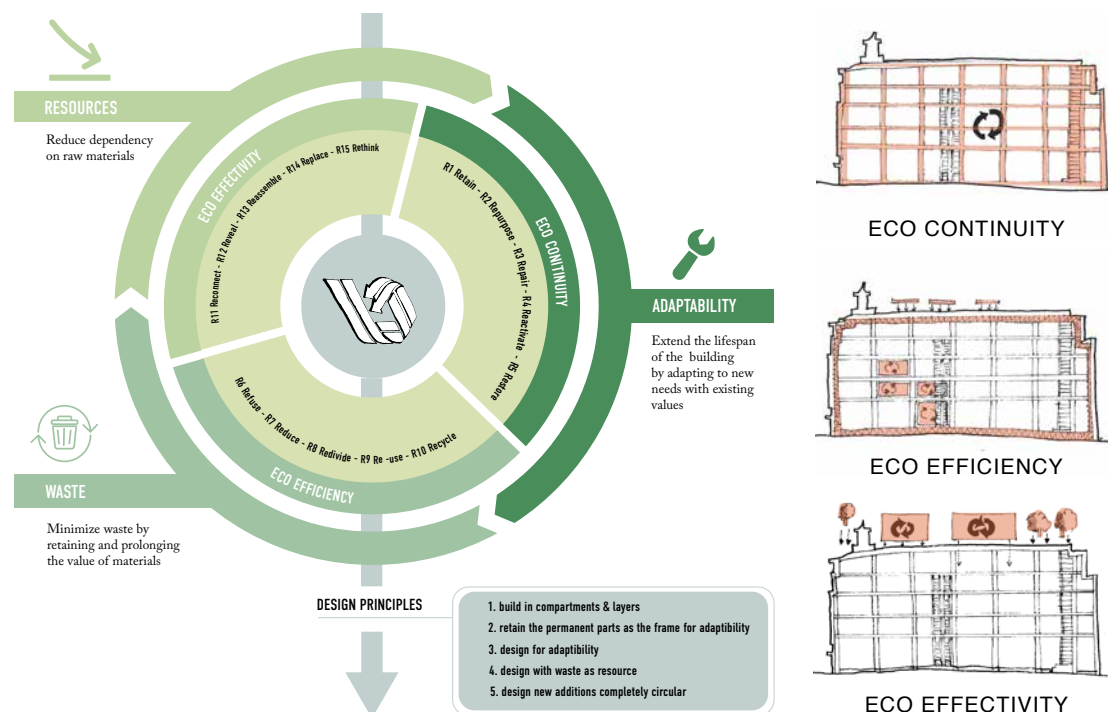 RESOURCES
Reduce dependency
on raw materials
ECO EFFECTIVITY
R11 Reconnect - R12 Reveal - R13 Reassemble - R14 Replace - R15 Rethink
R1 Retain - R2 Repurpose - R3 Repair - R4 Reactivate - R5 Restore
ECO CONITINUITY
ADAPTABILITY
Extend the lifespan
of the building
by adapting to new
needs with existing
values
R6 Refuse - R7 Reduce - R8 Redivide - R9 Re -use - R10 Recycle
ECO EFFICIENCY
WASTE
Minimize waste by
retaining and prolonging
the value of materials
DESIGN PRINCIPLES
1. build in compartments & layers
2. retain the permanent parts as the frame for adaptibility
3. design for adaptibility
4. design with waste as resource
5. design new additions completely circular
ECO CONTINUITY
ECO EFFICIENCY
ECO EFFECTIVITY